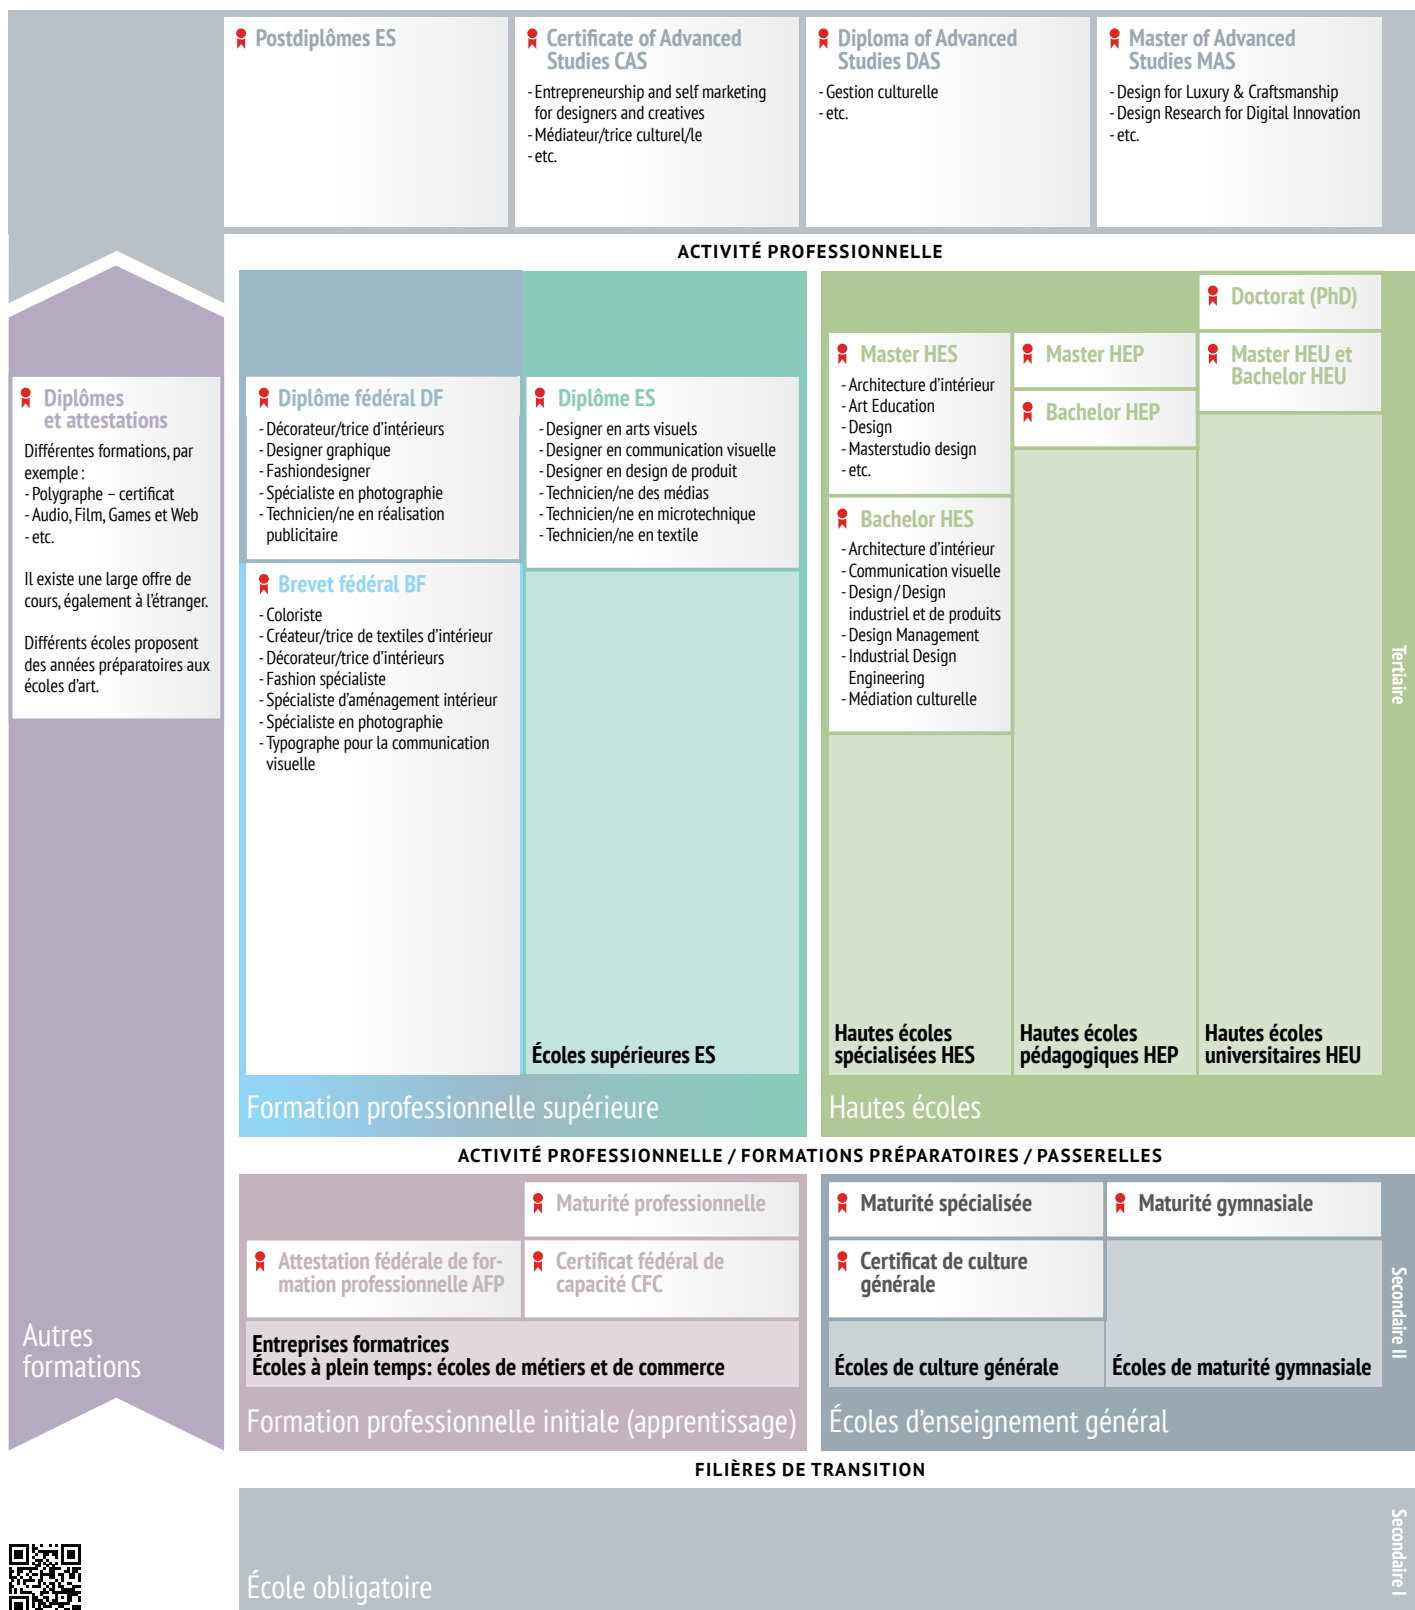 Postdiplômes ES
Certificate of Advanced
Studies CAS
- Entrepreneurship and self marketing
for designers and creatives
- Médiateur/trice culturel/le
- etc.
Diploma of Advanced
Studies DAS
- Gestion culturelle
- etc.
Master of Advanced
Studies MAS
- Design for Luxury & Craftsmanship
- Design Research for Digital Innovation
- etc.
ACTIVITÉ PROFESSIONNELLE
Diplômes
et attestations
Différentes formations, par
exemple :
- Polygraphe – certificat
- Audio, Film, Games et Web
- etc.
Il existe une large offre de
cours, également à l’étranger.
Différents écoles proposent
des années préparatoires aux
écoles d’art.
Autres
formations
Diplôme fédéral DF
- Décorateur/trice d’intérieurs
- Designer graphique
- Fashiondesigner
- Spécialiste en photographie
- Technicien/ne en réalisation
publicitaire
Brevet fédéral BF
- Coloriste
- Créateur/trice de textiles d’intérieur
- Décorateur/trice d’intérieurs
- Fashion spécialiste
- Spécialiste d’aménagement intérieur
- Spécialiste en photographie
- Typographe pour la communication
visuelle
Diplôme ES
- Designer en arts visuels
- Designer en communication visuelle
- Designer en design de produit
- Technicien/ne des médias
- Technicien/ne en microtechnique
- Technicien/ne en textile
Écoles supérieures ES
Formation professionnelle supérieure
Master HES
- Architecture d’intérieur
- Art Education
- Design
- Masterstudio design
- etc.
Bachelor HES
- Architecture d’intérieur
- Communication visuelle
- Design / Design
industriel et de produits
- Design Management
- Industrial Design
Engineering
- Médiation culturelle
Hautes écoles
spécialisées HES
Master HEP
Bachelor HEP
Hautes écoles
pédagogiques HEP
Doctorat (PhD)
Master HEU et
Bachelor HEU
Hautes écoles
universitaires HEU
Hautes écoles
Tertiaire
ACTIVITÉ PROFESSIONNELLE / FORMATIONS PRÉPARATOIRES / PASSERELLES
Maturité professionnelle
Attestation fédérale de for-
mation professionnelle AFP
Certificat fédéral de
capacité CFC
Entreprises formatrices
Écoles à plein temps: écoles de métiers et de commerce
Formation professionnelle initiale (apprentissage)
Maturité spécialisée
Certificat de culture
générale
Écoles de culture générale
Maturité gymnasiale
Écoles de maturité gymnasiale
Écoles d’enseignement général
Secondaire II
FILIÈRES DE TRANSITION
École obligatoire
Secondaire I